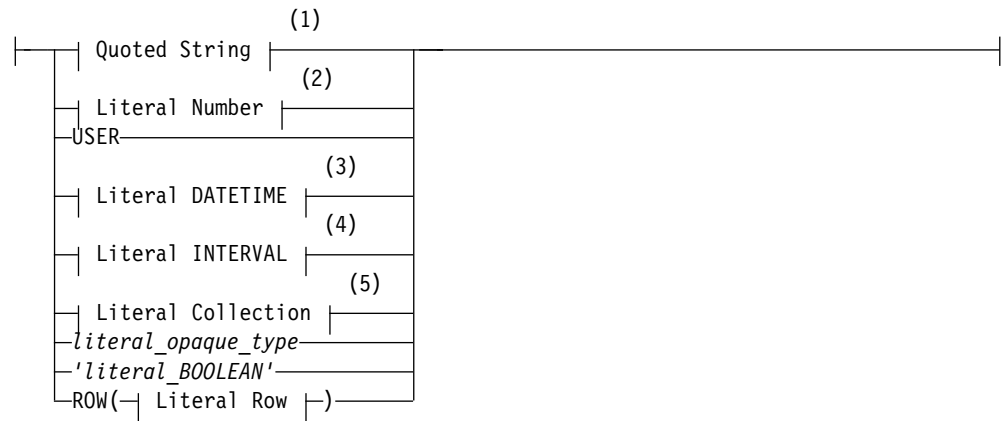 (1)
Quoted String
(2)
Literal Number
USER
(3)
Literal DATETIME
(4)
Literal INTERVAL
(5)
Literal Collection
literal_opaque_type
'literal_BOOLEAN'
ROW( Literal Row )